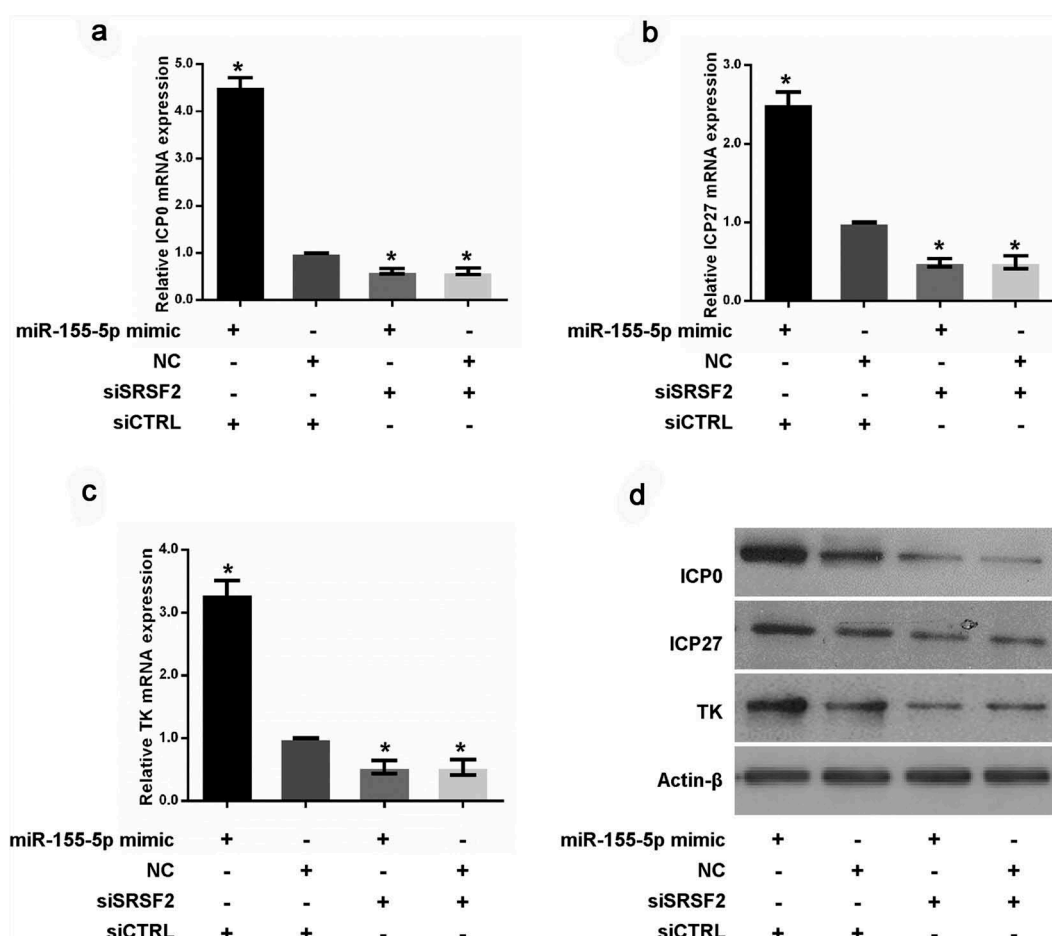 a
Relative ICP0 mRNA expression
5.0
4.0
3.0
2.0
1.0
0.0
*
*
*
miR-155-5p mimic + - + -
NC - + - +
siSRSF2 - - + +
siCTRL + + - -
b
Relative ICP27 mRNA expression
3.0
2.0
1.0
0.0
*
*
*
miR-155-5p mimic + - + -
NC - + - +
siSRSF2 - - + +
siCTRL + + - -
c
Relative TK mRNA expression
4.0
3.0
2.0
1.0
0.0
*
*
*
miR-155-5p mimic + - + -
NC - + - +
siSRSF2 - - + +
siCTRL + + - -
d
ICP0
ICP27
TK
Actin-β
miR-155-5p mimic + - + -
NC - + - +
siSRSF2 - - + +
siCTRL + + - -